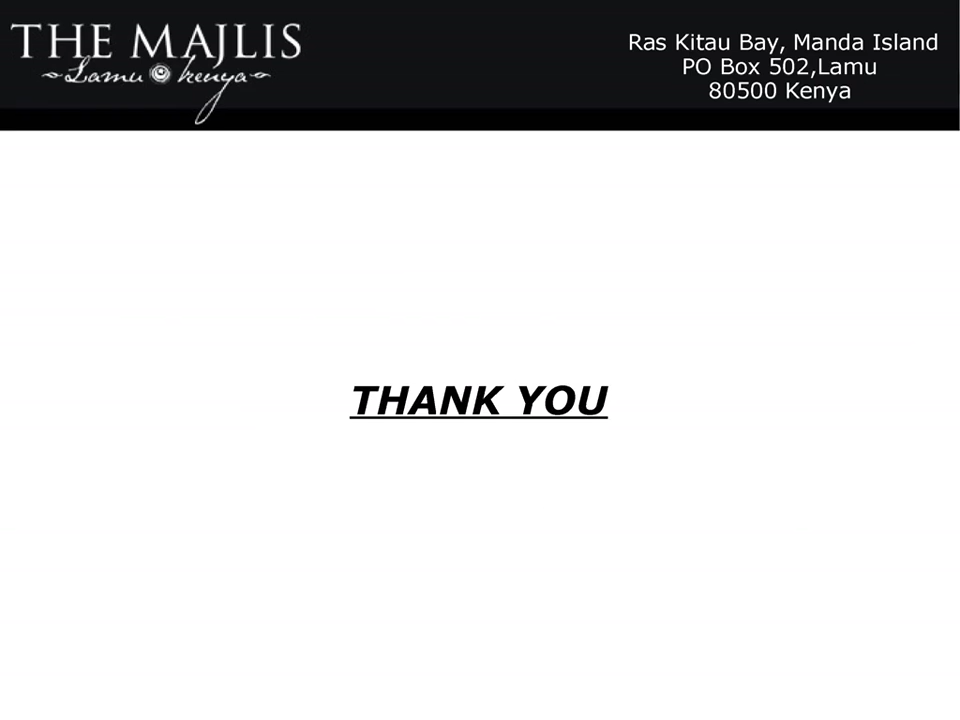 THE MAJLIS
Lamu kenya
Ras Kitau Bay, Manda Island
PO Box 502,Lamu
80500 Kenya
THANK YOU